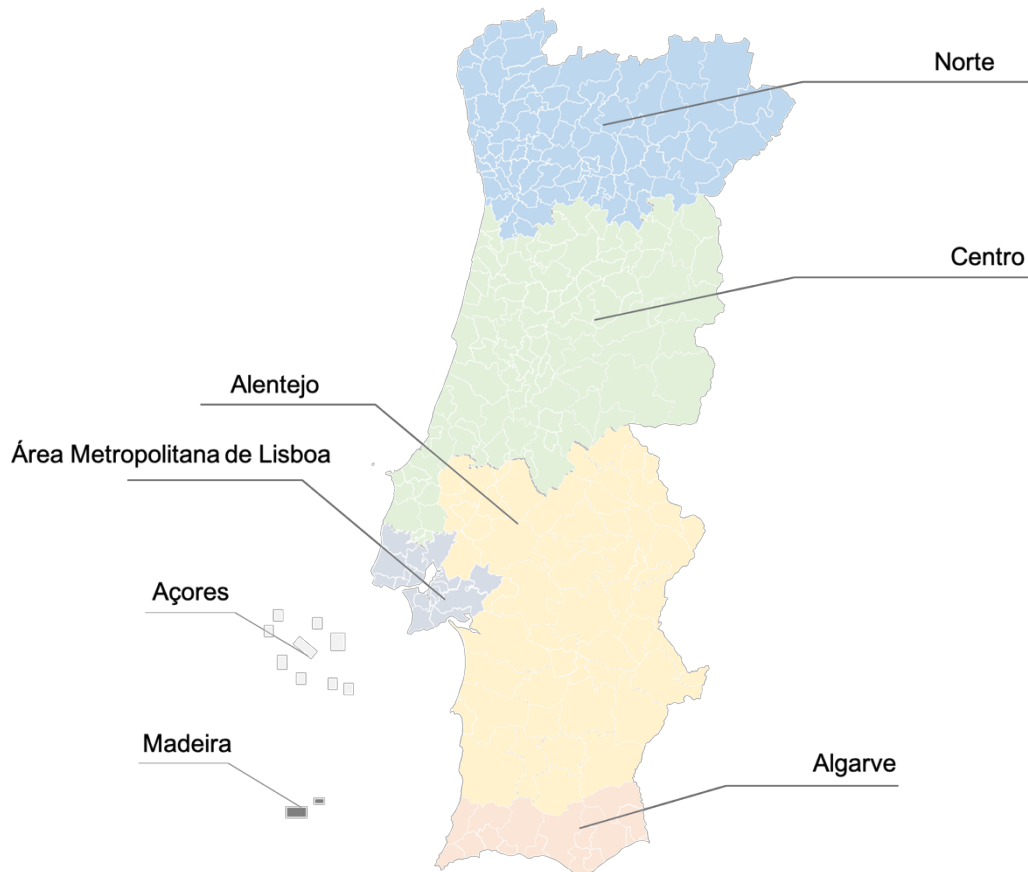 Norte
Centro
Alentejo
Área Metropolitana de Lisboa
Açores
Madeira
Algarve